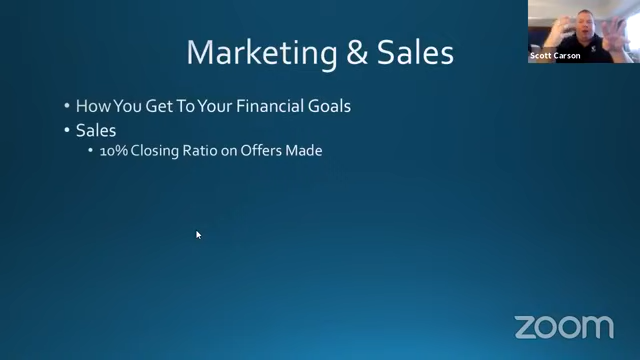 Scott Carson
Marketing & Sales
• How You Get To Your Financial Goals
• Sales
• 10% Closing Ratio on Offers Made
zoom